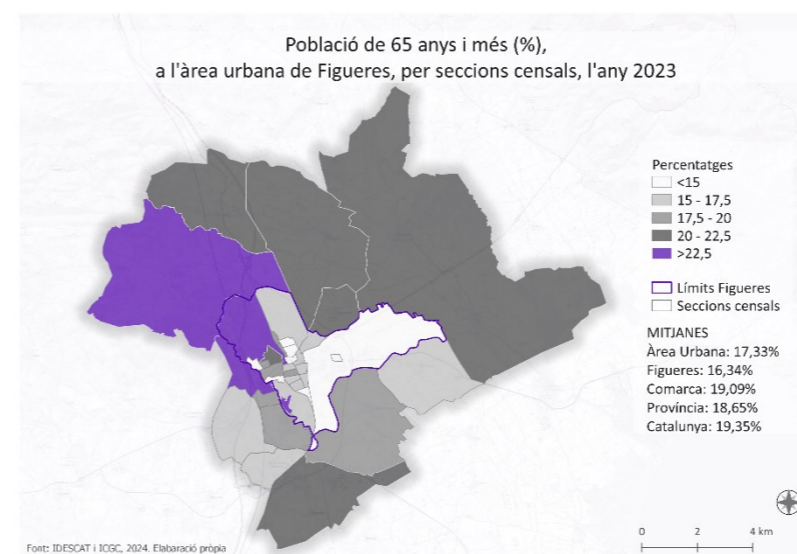 Població de 65 anys i més (%),
a l'àrea urbana de Figueres, per seccions censals, l'any 2023
Percentatges
<15
15 - 17,5
17,5 - 20
20 - 22,5
>22,5
Límits Figueres
Seccions censals
MITJANES
Àrea Urbana: 17,33%
Figueres: 16,34%
Comarca: 19,09%
Província: 18,65%
Catalunya: 19,35%
0 2 4 km
Font: IDESCAT i ICGC, 2024. Elabaració pròpia